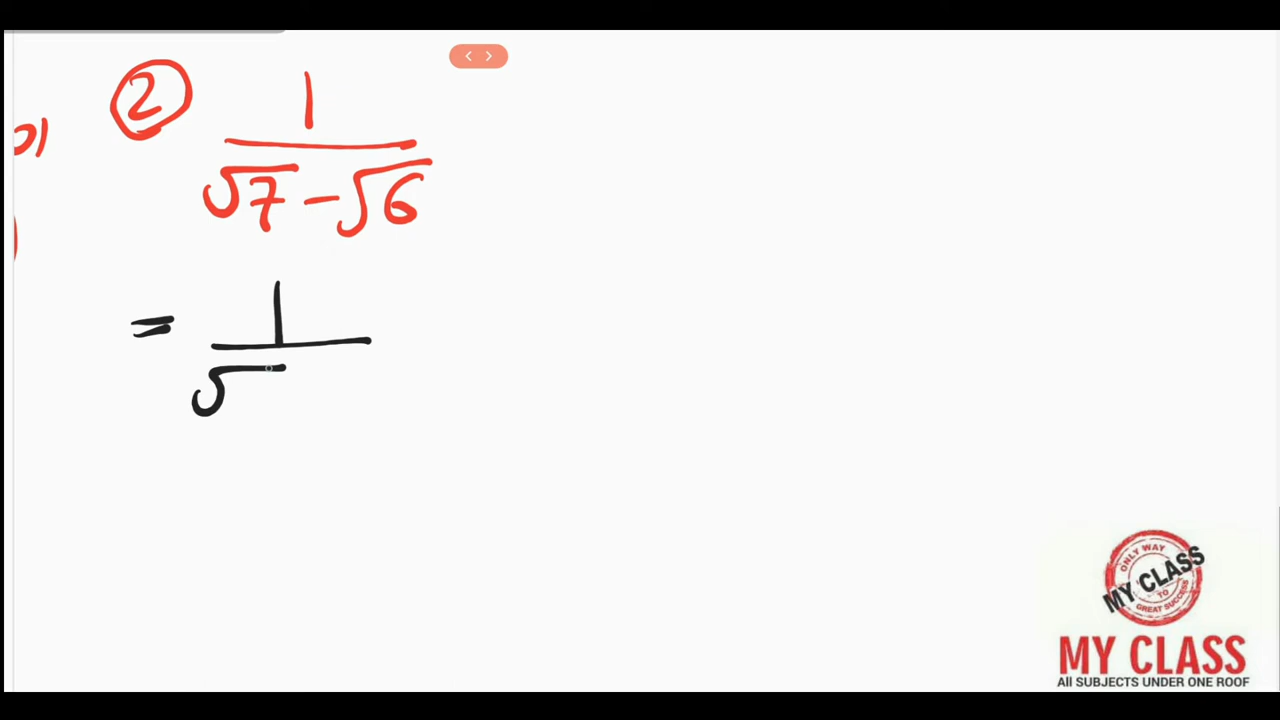 ② 1
√7 - √6
= 1
√
ONLY WAY
MY CLASS
TO
GREAT SUCCESS
MY CLASS
All SUBJECTS UNDER ONE ROOF